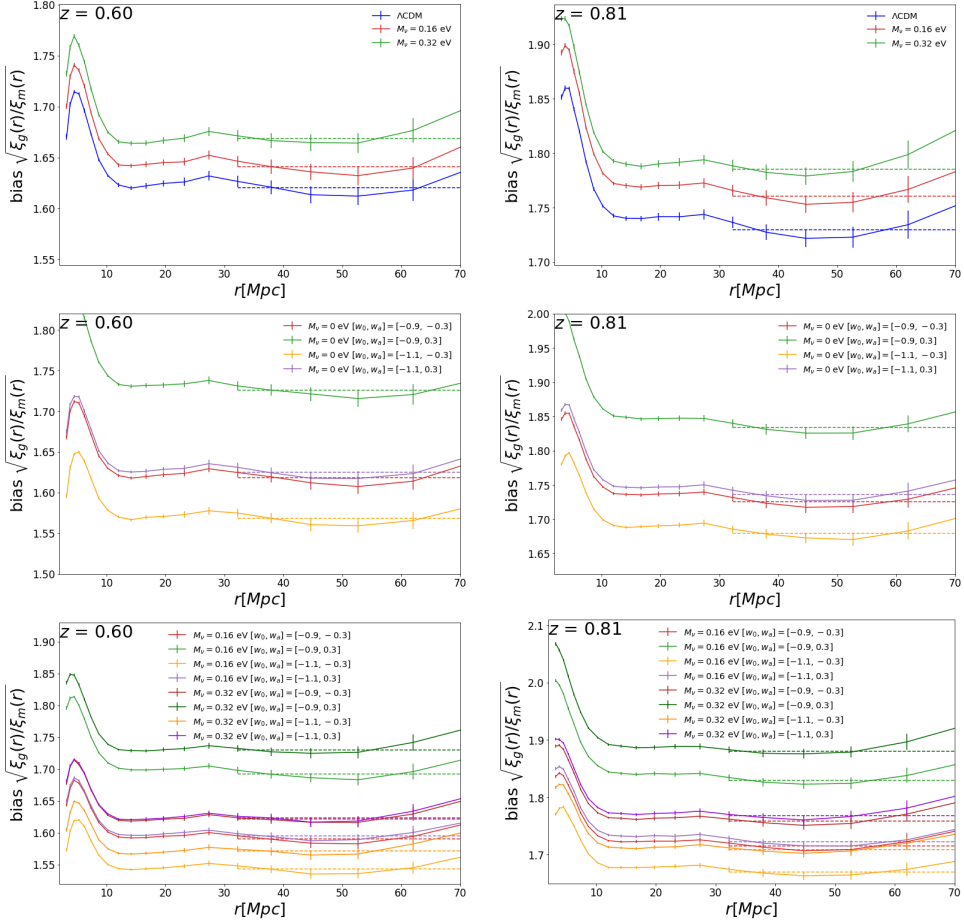 z = 0.60
ΛCDM
M_ν = 0.16 eV
M_ν = 0.32 eV
bias √ξ_g(r)/ξ_m(r)
1.80
1.75
1.70
1.65
1.60
1.55
10 20 30 40 50 60 70
r[Mpc]
z = 0.81
ΛCDM
M_ν = 0.16 eV
M_ν = 0.32 eV
bias √ξ_g(r)/ξ_m(r)
1.90
1.85
1.80
1.75
1.70
10 20 30 40 50 60 70
r[Mpc]
z = 0.60
M_ν = 0 eV [w_0, w_a]=[−0.9, −0.3]
M_ν = 0 eV [w_0, w_a]=[−0.9, 0.3]
M_ν = 0 eV [w_0, w_a]=[−1.1, −0.3]
M_ν = 0 eV [w_0, w_a]=[−1.1, 0.3]
bias √ξ_g(r)/ξ_m(r)
1.80
1.75
1.70
1.65
1.60
1.55
1.50
10 20 30 40 50 60 70
r[Mpc]
z = 0.81
M_ν = 0 eV [w_0, w_a]=[−0.9, −0.3]
M_ν = 0 eV [w_0, w_a]=[−0.9, 0.3]
M_ν = 0 eV [w_0, w_a]=[−1.1, −0.3]
M_ν = 0 eV [w_0, w_a]=[−1.1, 0.3]
bias √ξ_g(r)/ξ_m(r)
2.00
1.95
1.90
1.85
1.80
1.75
1.70
1.65
10 20 30 40 50 60 70
r[Mpc]
z = 0.60
M_ν = 0.16 eV [w_0, w_a]=[−0.9, −0.3]
M_ν = 0.16 eV [w_0, w_a]=[−0.9, 0.3]
M_ν = 0.16 eV [w_0, w_a]=[−1.1, −0.3]
M_ν = 0.16 eV [w_0, w_a]=[−1.1, 0.3]
M_ν = 0.32 eV [w_0, w_a]=[−0.9, −0.3]
M_ν = 0.32 eV [w_0, w_a]=[−0.9, 0.3]
M_ν = 0.32 eV [w_0, w_a]=[−1.1, −0.3]
M_ν = 0.32 eV [w_0, w_a]=[−1.1, 0.3]
bias √ξ_g(r)/ξ_m(r)
1.90
1.85
1.80
1.75
1.70
1.65
1.60
1.55
10 20 30 40 50 60 70
r[Mpc]
z = 0.81
M_ν = 0.16 eV [w_0, w_a]=[−0.9, −0.3]
M_ν = 0.16 eV [w_0, w_a]=[−0.9, 0.3]
M_ν = 0.16 eV [w_0, w_a]=[−1.1, −0.3]
M_ν = 0.16 eV [w_0, w_a]=[−1.1, 0.3]
M_ν = 0.32 eV [w_0, w_a]=[−0.9, −0.3]
M_ν = 0.32 eV [w_0, w_a]=[−0.9, 0.3]
M_ν = 0.32 eV [w_0, w_a]=[−1.1, −0.3]
M_ν = 0.32 eV [w_0, w_a]=[−1.1, 0.3]
bias √ξ_g(r)/ξ_m(r)
2.1
2.0
1.9
1.8
1.7
10 20 30 40 50 60 70
r[Mpc]